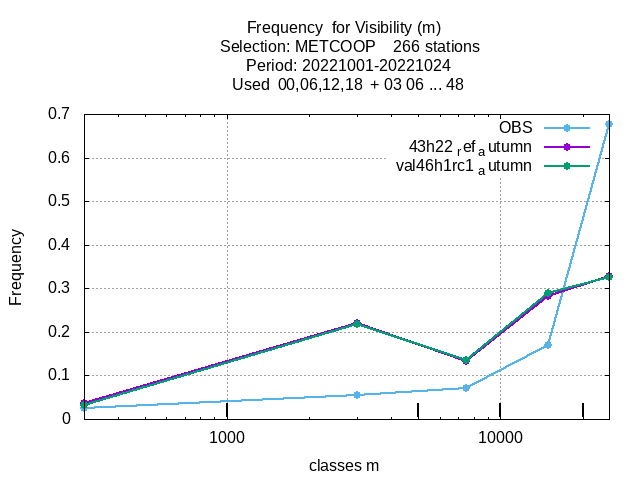 Frequency  for Visibility (m)
Selection: METCOOP    266 stations
Period: 20221001-20221024
Used  00,06,12,18  + 03 06 ... 48
0.7
0.6
0.5
0.4
0.3
0.2
0.1
0
Frequency
OBS
43h22 ref autumn
val46h1rc1 autumn
1000
10000
classes m